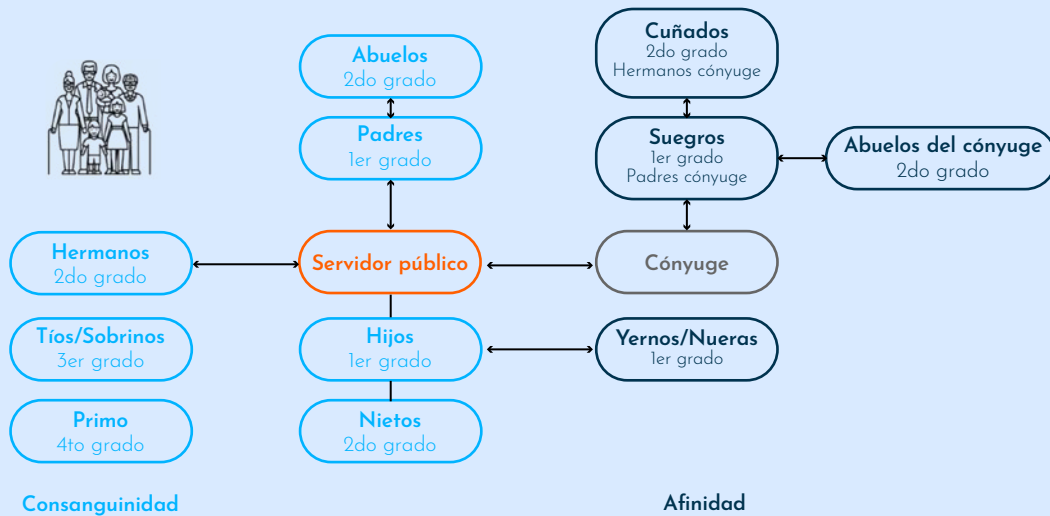 Abuelos
2do grado
Padres
1er grado
Cuñados
2do grado
Hermanos cónyuge
Suegros
1er grado
Padres cónyuge
Abuelos del cónyuge
2do grado
Hermanos
2do grado
Servidor público
Cónyuge
Tíos/Sobrinos
3er grado
Hijos
1er grado
Yernos/Nueras
1er grado
Primo
4to grado
Nietos
2do grado
Consanguinidad
Afinidad